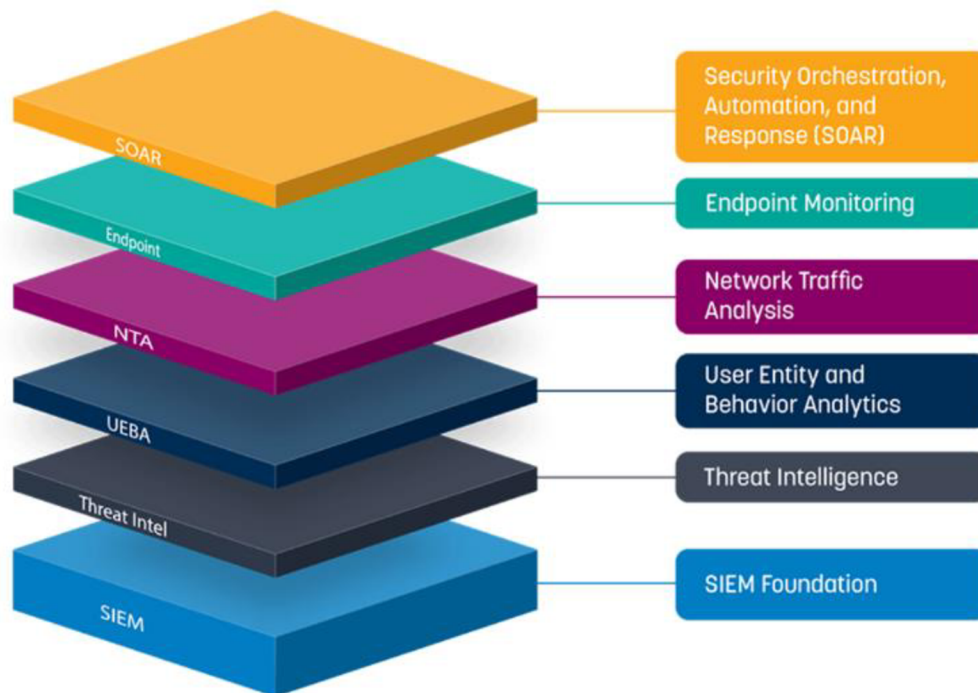 SOAR
Security Orchestration,
Automation, and
Response (SOAR)
Endpoint
Endpoint Monitoring
NTA
Network Traffic
Analysis
UEBA
User Entity and
Behavior Analytics
Threat Intel
Threat Intelligence
SIEM
SIEM Foundation